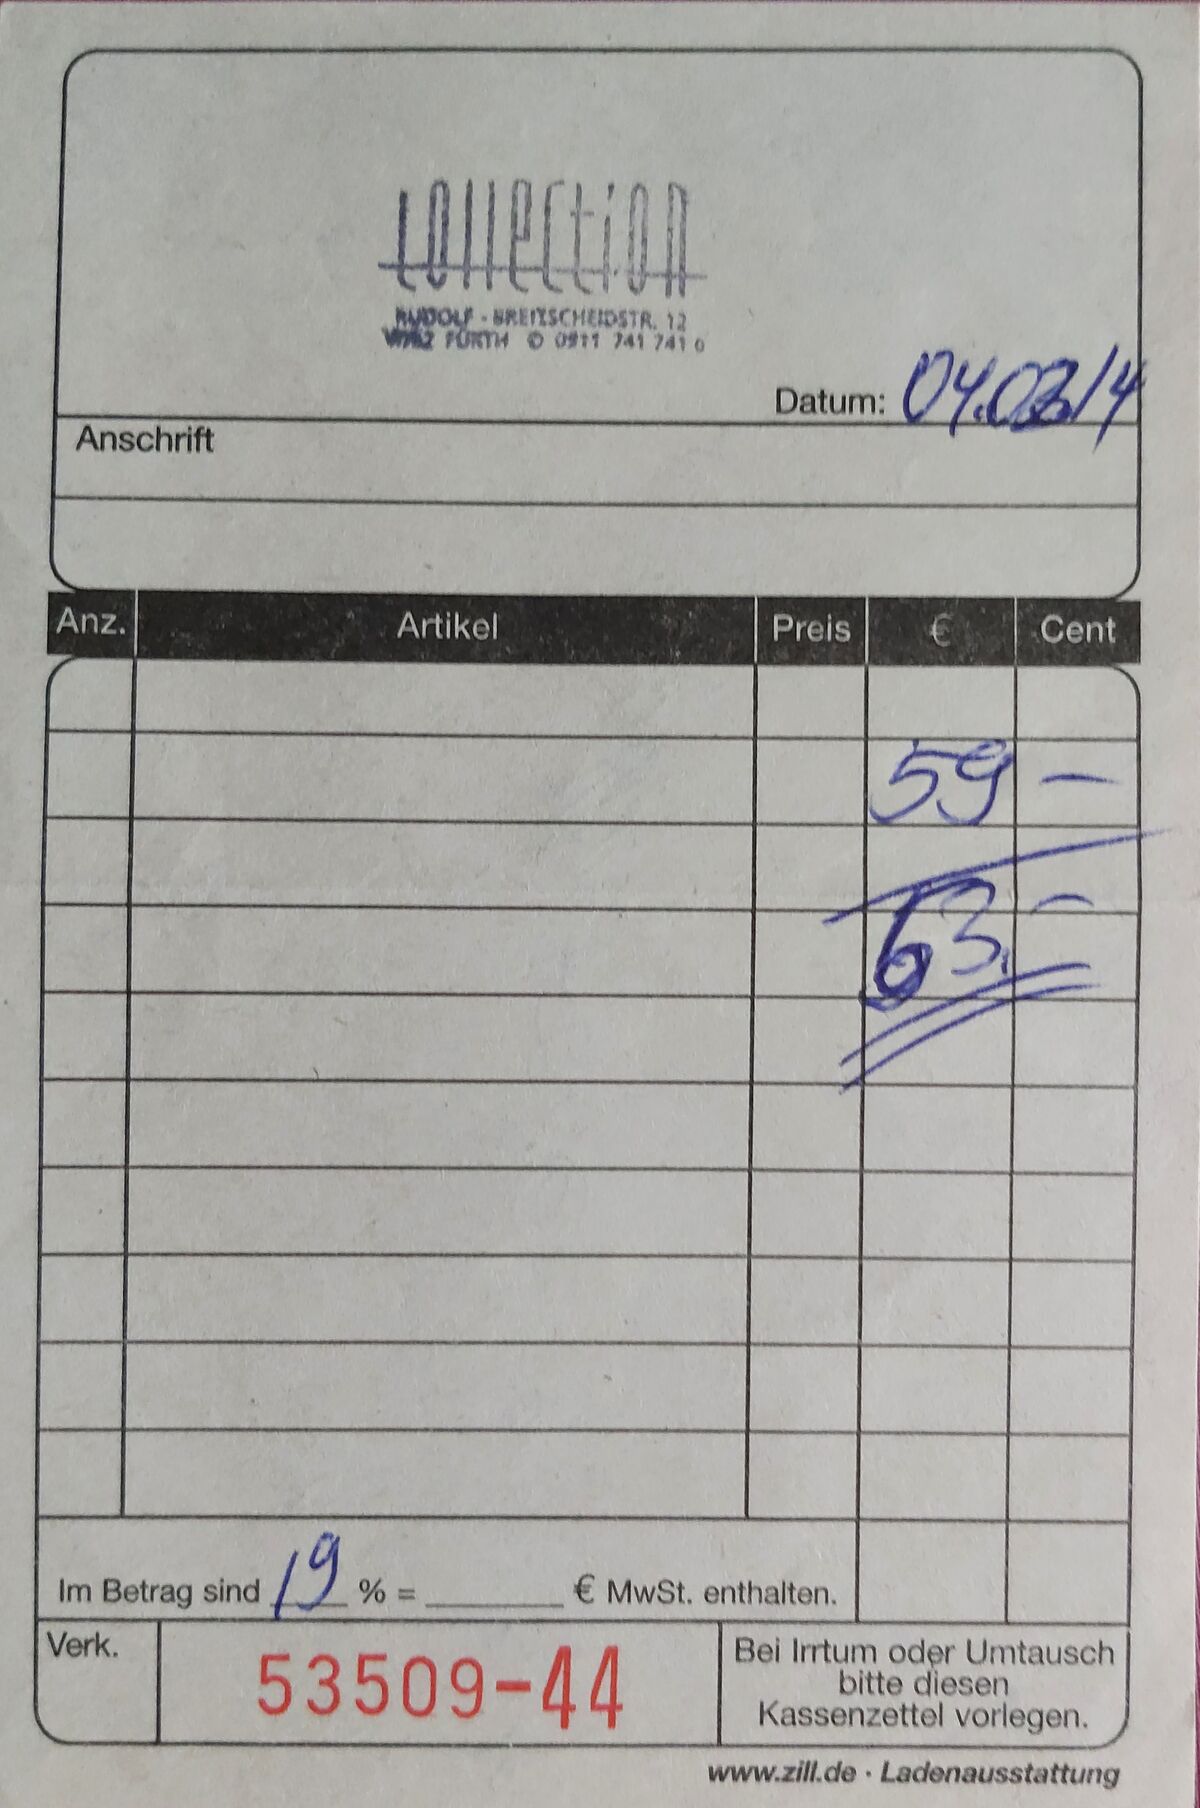 collection
RUDOLF - BREITSCHEIDSTR. 12
FÜRTH ✆ 0911 741 741 0
Datum: 04.03.14
Anschrift
Anz. Artikel Preis € Cent
59 —
63. —
Im Betrag sind 19 % = ______ € MwSt. enthalten.
Verk.
53509-44
Bei Irrtum oder Umtausch
bitte diesen
Kassenzettel vorlegen.
www.zill.de · Ladenausstattung